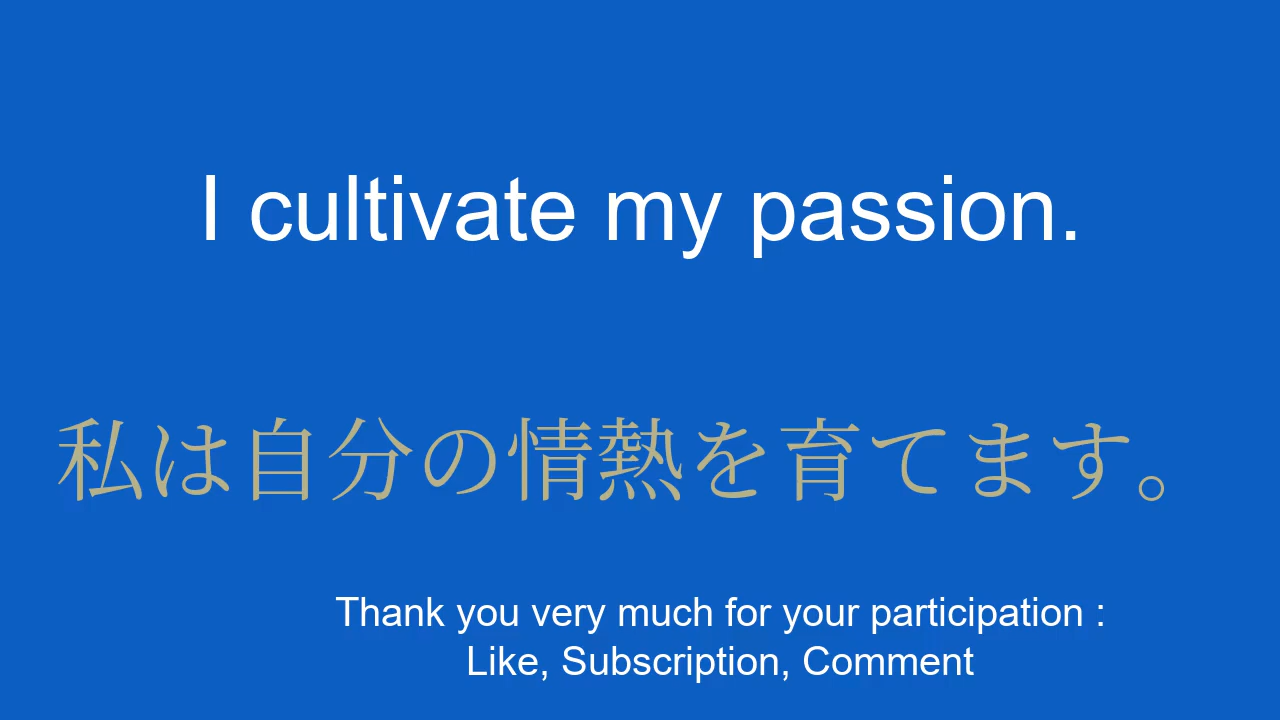 I cultivate my passion.
私は自分の情熱を育てます。
Thank you very much for your participation :
Like, Subscription, Comment